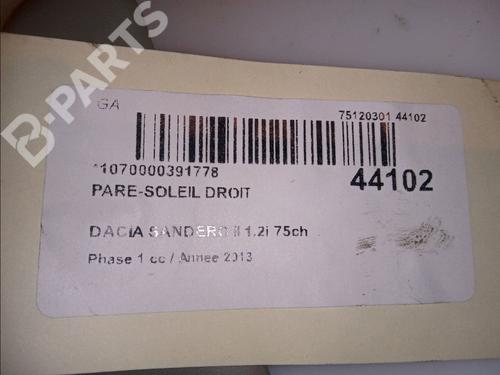 B-PARTS
GA
75120301 44102
*1070000391778
44102
PARE-SOLEIL DROIT
DACIA SANDERO II 1.2i 75ch
Phase 1 cc / Annee 2013